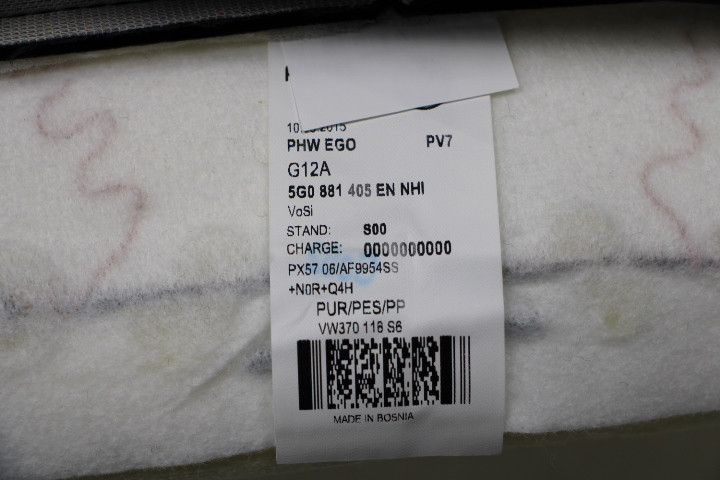 PHW EGO PV7
G12A
5G0 881 405 EN NHI
VoSi
STAND: S00
CHARGE: 0000000000
PX57 06/AF9954SS
+N0R+Q4H
PUR/PES/PP
VW370 118 S6
MADE IN BOSNIA